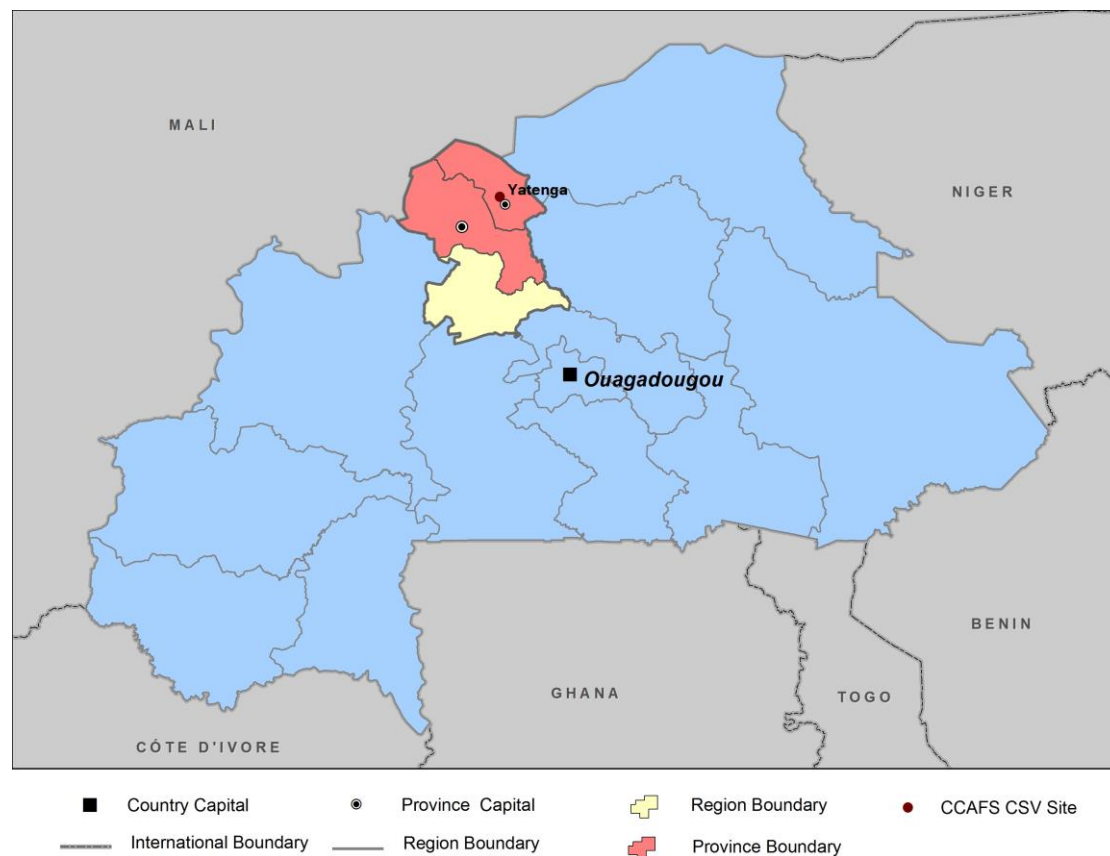 MALI
Yatenga
NIGER
Ouagadougou
BENIN
GHANA
TOGO
CÓTE D'IVORE
Country Capital
Province Capital
Region Boundary
CCAFS CSV Site
International Boundary
Region Boundary
Province Boundary